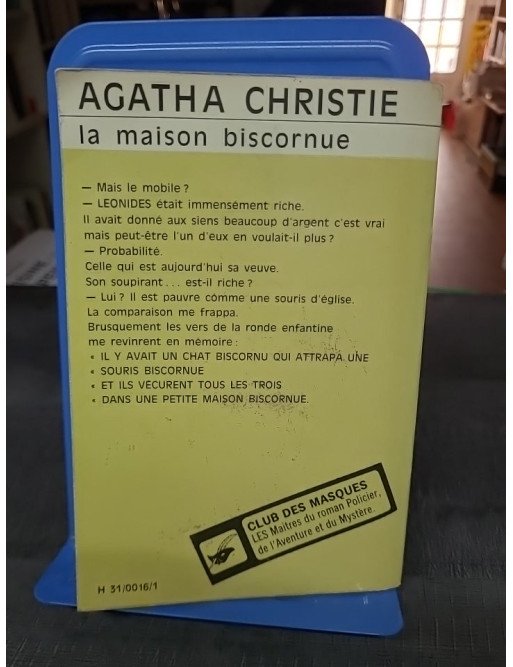 AGATHA CHRISTIE
la maison biscornue
— Mais le mobile ?
— LEONIDES était immensément riche.
Il avait donné aux siens beaucoup d'argent c'est vrai
mais peut-être l'un d'eux en voulait-il plus ?
— Probabilité.
Celle qui est aujourd'hui sa veuve.
Son soupirant... est-il riche ?
— Lui ? Il est pauvre comme une souris d'église.
La comparaison me frappa.
Brusquement les vers de la ronde enfantine
me revinrent en mémoire :
« IL Y AVAIT UN CHAT BISCORNU QUI ATTRAPA UNE
« SOURIS BISCORNUE
« ET ILS VÉCURENT TOUS LES TROIS
« DANS UNE PETITE MAISON BISCORNUE.
CLUB DES MASQUES
LES Maîtres du roman Policier,
de l'Aventure et du Mystère.
H 31/0016/1